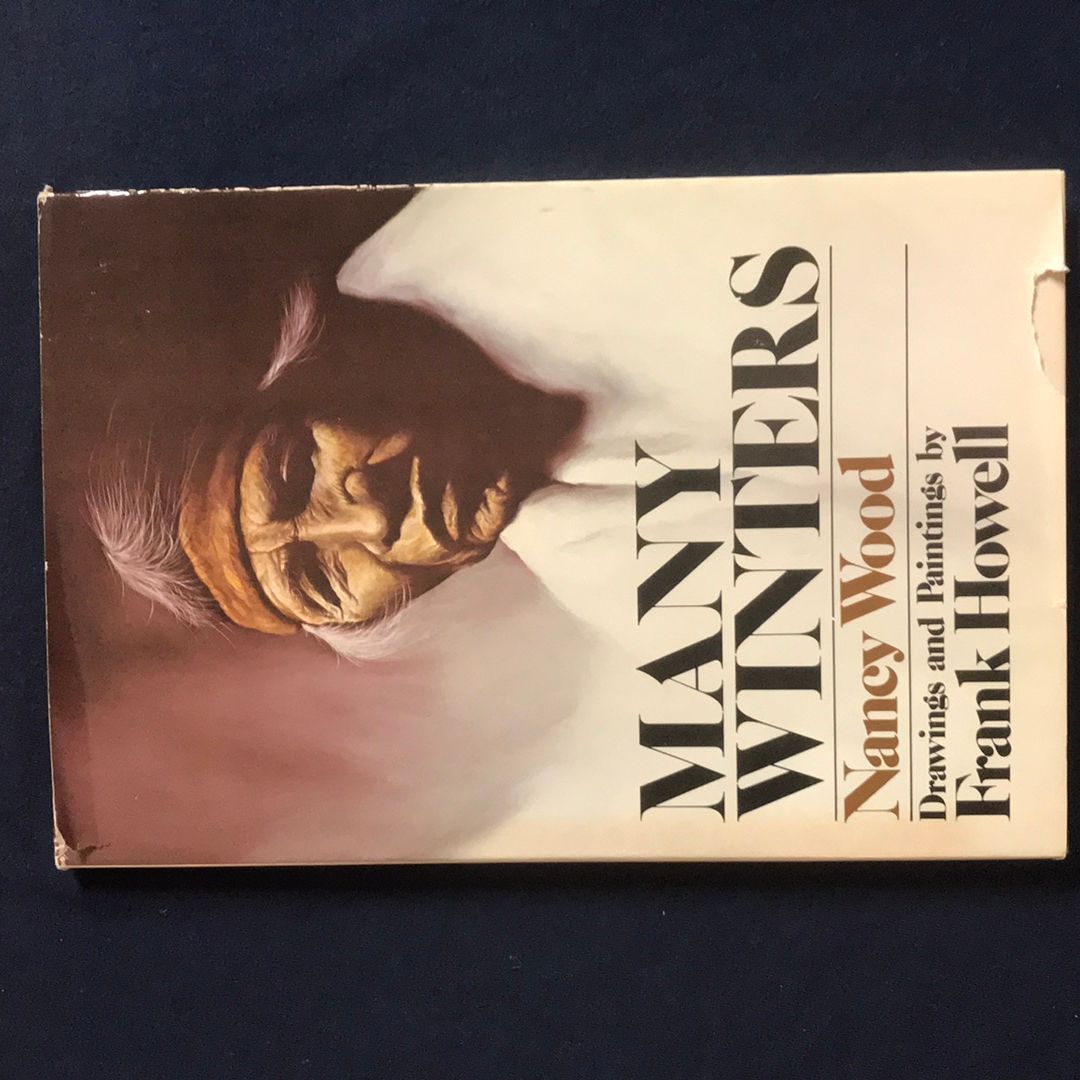 MANY
WINTERS
Nancy Wood
Drawings and Paintings by
Frank Howell